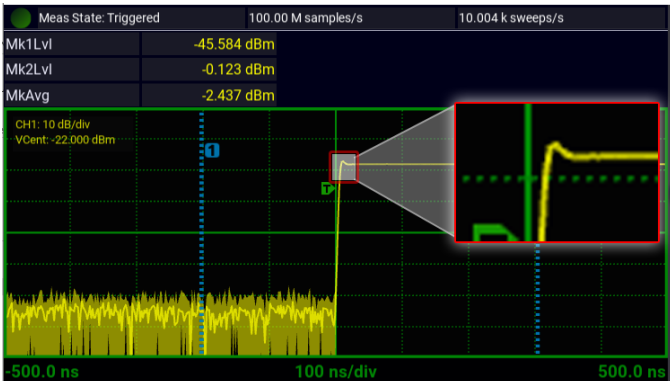 Meas State: Triggered 100.00 M samples/s 10.004 k sweeps/s
Mk1Lvl -45.584 dBm
Mk2Lvl -0.123 dBm
MkAvg -2.437 dBm
CH1: 10 dB/div
VCent: -22.000 dBm
1
T
-500.0 ns 100 ns/div 500.0 ns